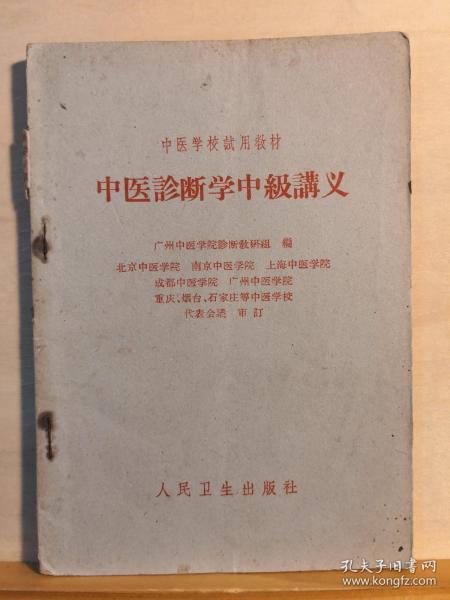 中医学校試用教材
中医診断学中級講义
广州中医学院診断教研組 編
北京中医学院 南京中医学院 上海中医学院
成都中医学院 广州中医学院
重庆、烟台、石家庄等中医学校
代表会議 审訂
人民卫生出版社
孔夫子旧书网
www.kongfz.com